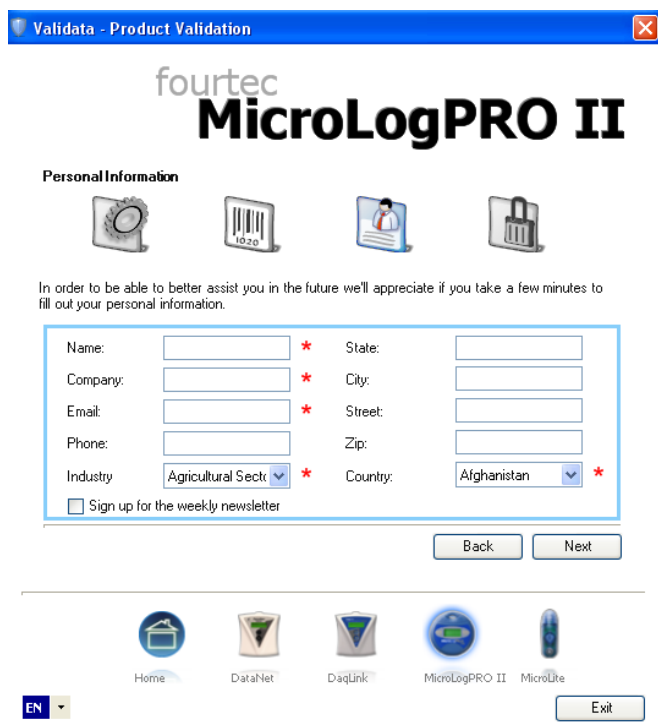 Validata - Product Validation
fourtec
MicroLogPRO II
Personal Information
1020
In order to be able to better assist you in the future we'll appreciate if you take a few minutes to
fill out your personal information.
Name: * State:
Company: * City:
Email: * Street:
Phone: Zip:
Industry Agricultural Secto * Country: Afghanistan *
Sign up for the weekly newsletter
Back Next
Home DataNet DaqLink MicroLogPRO II MicroLite
EN Exit